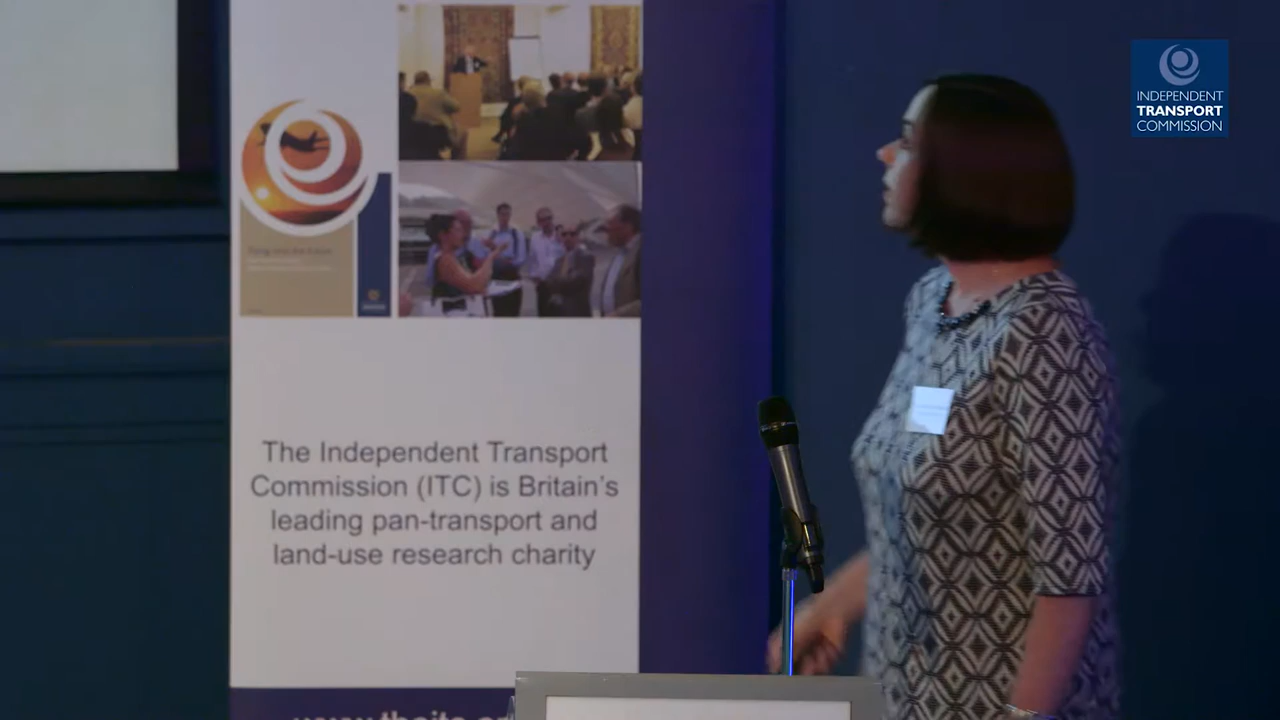 INDEPENDENT
TRANSPORT
COMMISSION
The Independent Transport
Commission (ITC) is Britain's
leading pan-transport and
land-use research charity